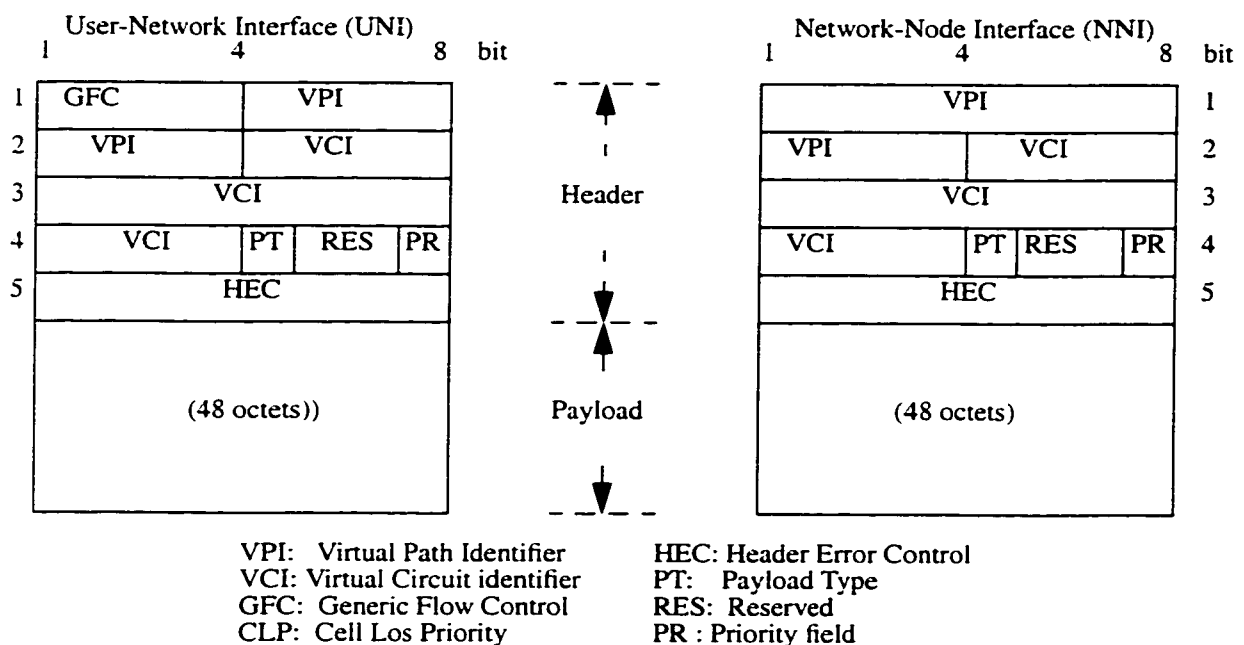 User-Network Interface (UNI)
1 4 8 bit
Network-Node Interface (NNI)
1 4 8 bit
1 GFC VPI
2 VPI VCI
3 VCI
4 VCI PT RES PR
5 HEC
(48 octets))
Header
Payload
VPI 1
VPI VCI 2
VCI 3
VCI PT RES PR 4
HEC 5
(48 octets)
VPI: Virtual Path Identifier
VCI: Virtual Circuit identifier
GFC: Generic Flow Control
CLP: Cell Los Priority
HEC: Header Error Control
PT: Payload Type
RES: Reserved
PR : Priority field